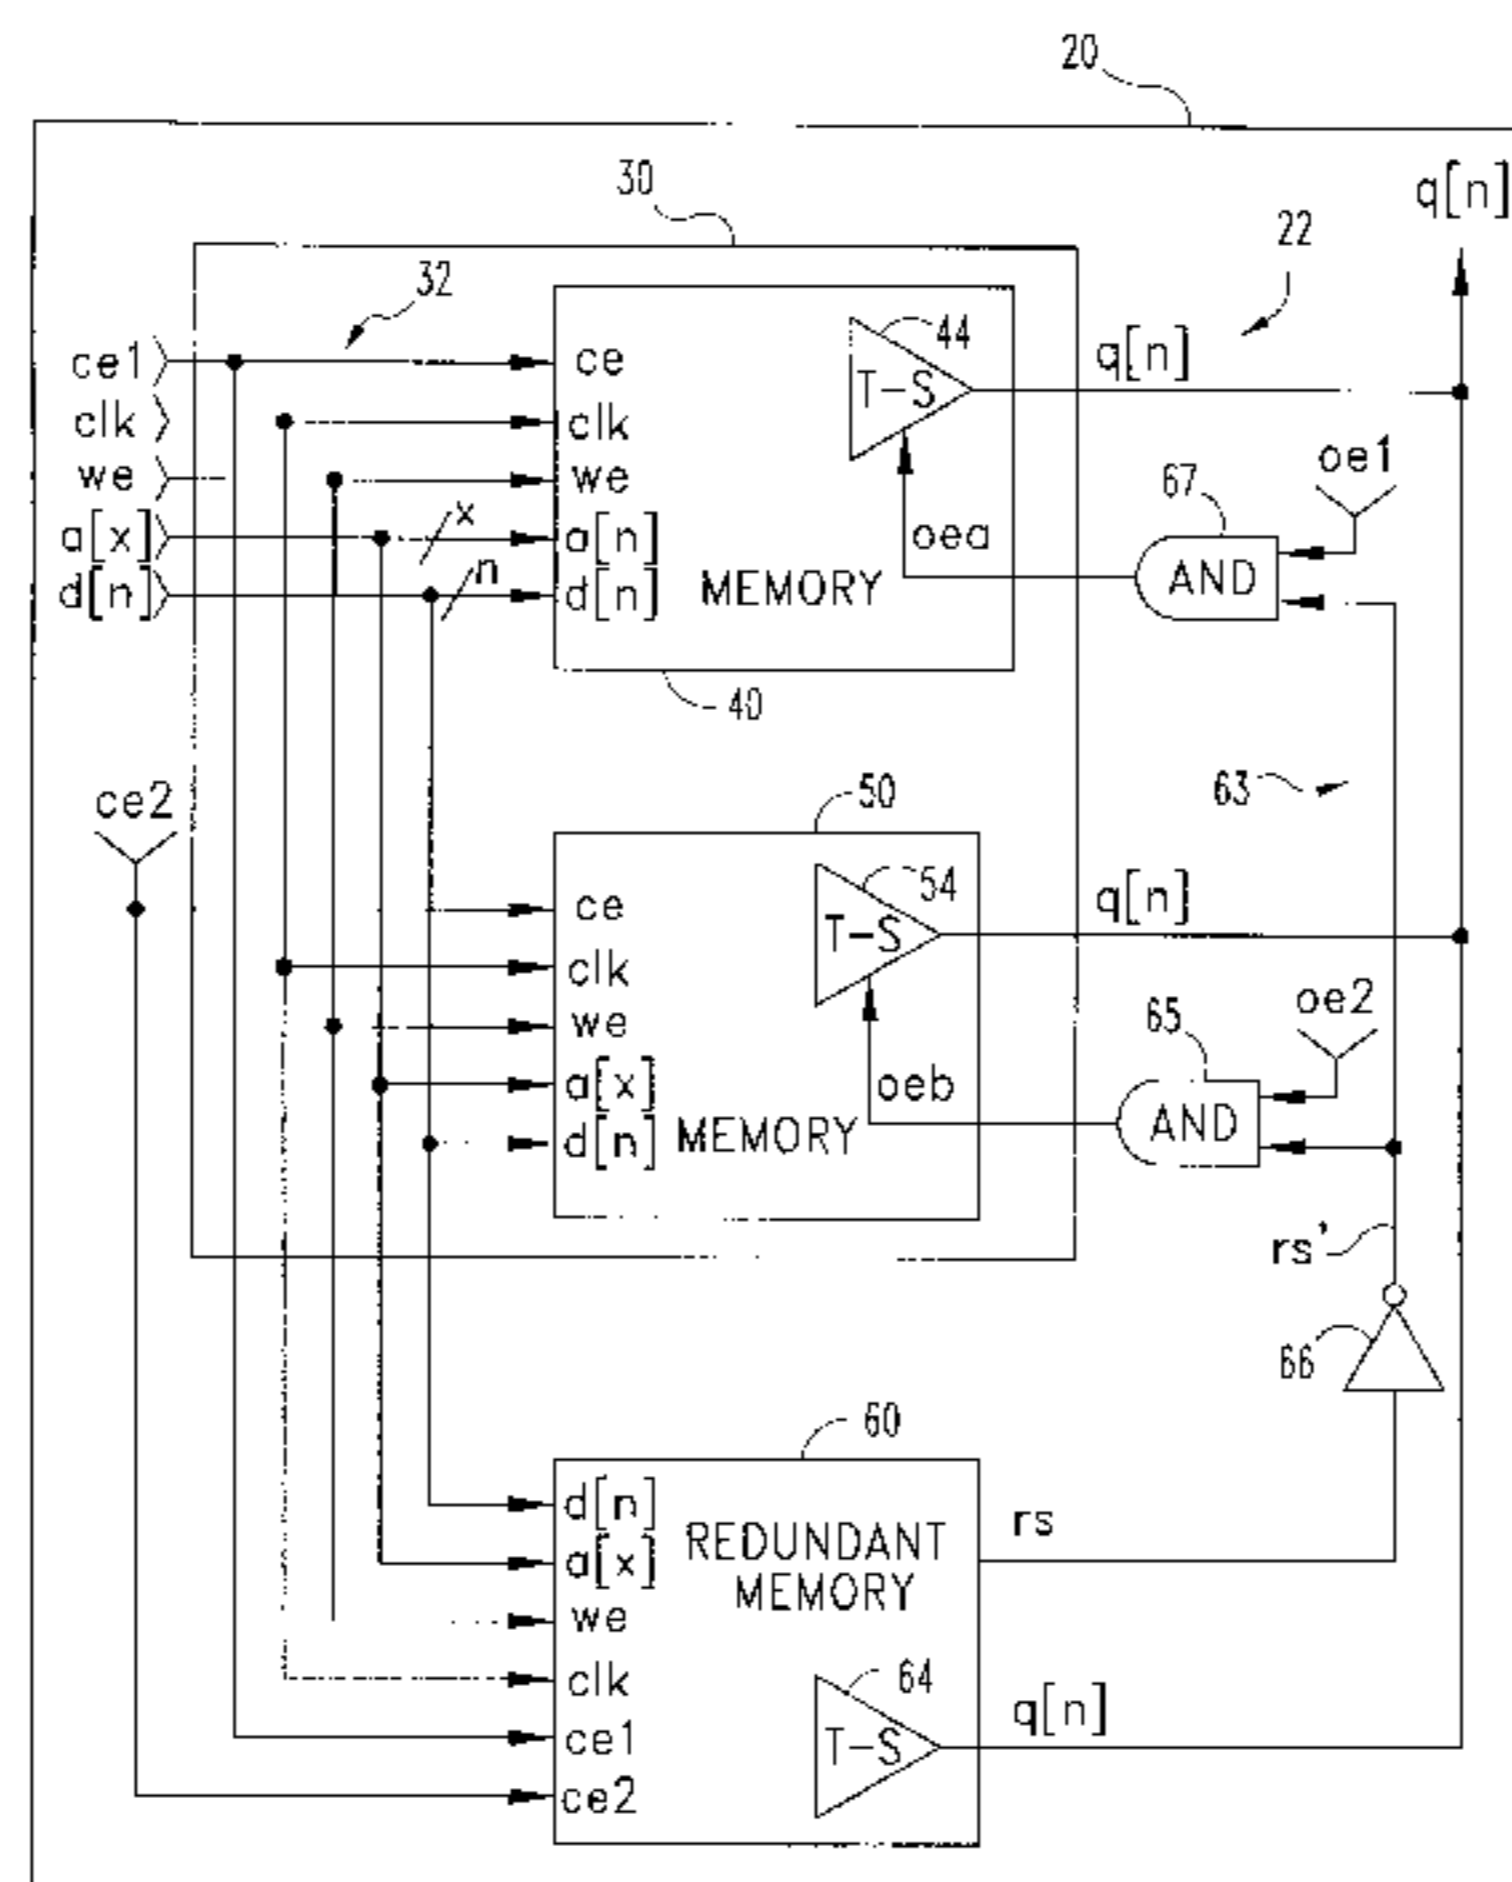 20
q[n]
30
22
32
ce1
clk
we
a[x]
d[n]
ce
clk
we
a[n]
d[n]
x
n
44
T-S
q[n]
oea
MEMORY
40
67
oe1
AND
63
ce2
50
ce
clk
we
a[x]
d[n]
54
T-S
q[n]
oeb
MEMORY
65
oe2
AND
rs'
66
60
d[n]
a[x]
we
clk
ce1
ce2
REDUNDANT
MEMORY
rs
64
T-S
q[n]